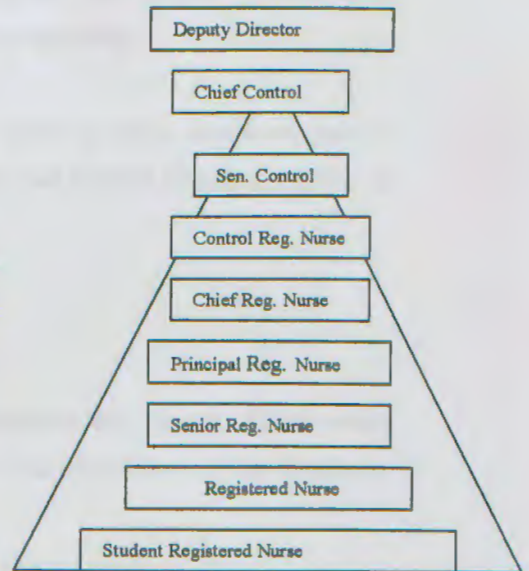 Deputy Director
Chief Control
Sen. Control
Control Reg. Nurse
Chief Reg. Nurse
Principal Reg. Nurse
Senior Reg. Nurse
Registered Nurse
Student Registered Nurse